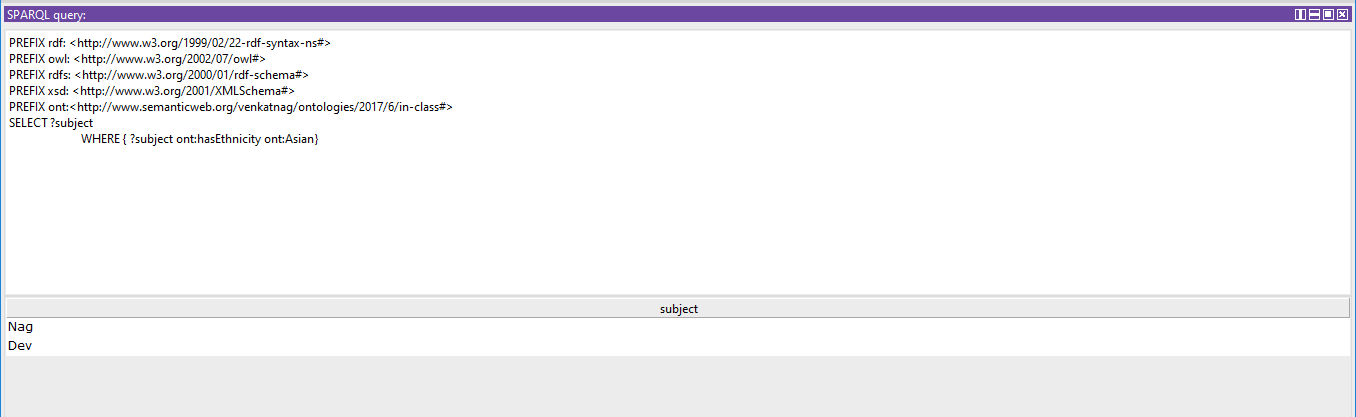 SPARQL query:
PREFIX rdf: <http://www.w3.org/1999/02/22-rdf-syntax-ns#>
PREFIX owl: <http://www.w3.org/2002/07/owl#>
PREFIX rdfs: <http://www.w3.org/2000/01/rdf-schema#>
PREFIX xsd: <http://www.w3.org/2001/XMLSchema#>
PREFIX ont:<http://www.semanticweb.org/venkatnag/ontologies/2017/6/in-class#>
SELECT ?subject
WHERE { ?subject ont:hasEthnicity ont:Asian}
subject
Nag
Dev